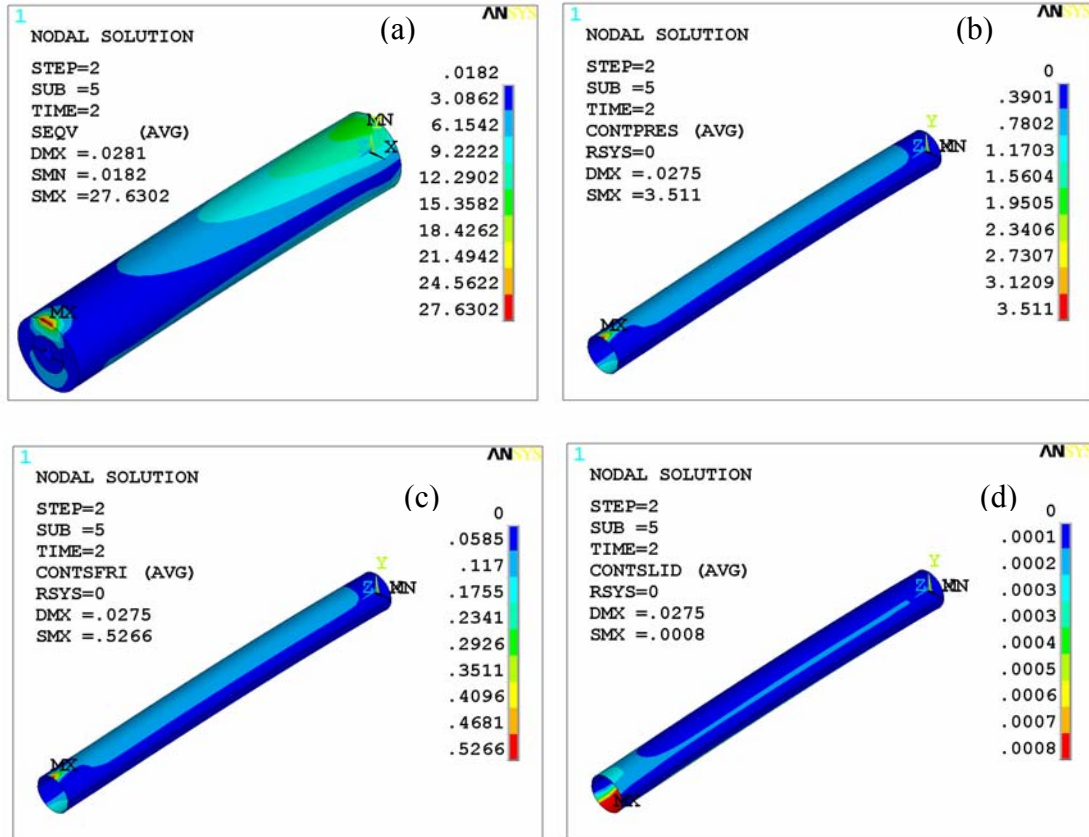 1
ANSYS
(a)
NODAL SOLUTION
STEP=2
SUB =5
TIME=2
SEQV (AVG)
DMX =.0281
SMN =.0182
SMX =27.6302
MN
X
MX
.0182
3.0862
6.1542
9.2222
12.2902
15.3582
18.4262
21.4942
24.5622
27.6302
1
ANSYS
(b)
NODAL SOLUTION
STEP=2
SUB =5
TIME=2
CONTPRES (AVG)
RSYS=0
DMX =.0275
SMX =3.511
Y
Z
MN
MX
0
.3901
.7802
1.1703
1.5604
1.9505
2.3406
2.7307
3.1209
3.511
1
ANSYS
(c)
NODAL SOLUTION
STEP=2
SUB =5
TIME=2
CONTSFRI (AVG)
RSYS=0
DMX =.0275
SMX =.5266
Y
Z
MN
MX
0
.0585
.117
.1755
.2341
.2926
.3511
.4096
.4681
.5266
1
ANSYS
(d)
NODAL SOLUTION
STEP=2
SUB =5
TIME=2
CONTSLID (AVG)
RSYS=0
DMX =.0275
SMX =.0008
Y
Z
MN
MX
0
.0001
.0002
.0003
.0003
.0004
.0005
.0006
.0007
.0008